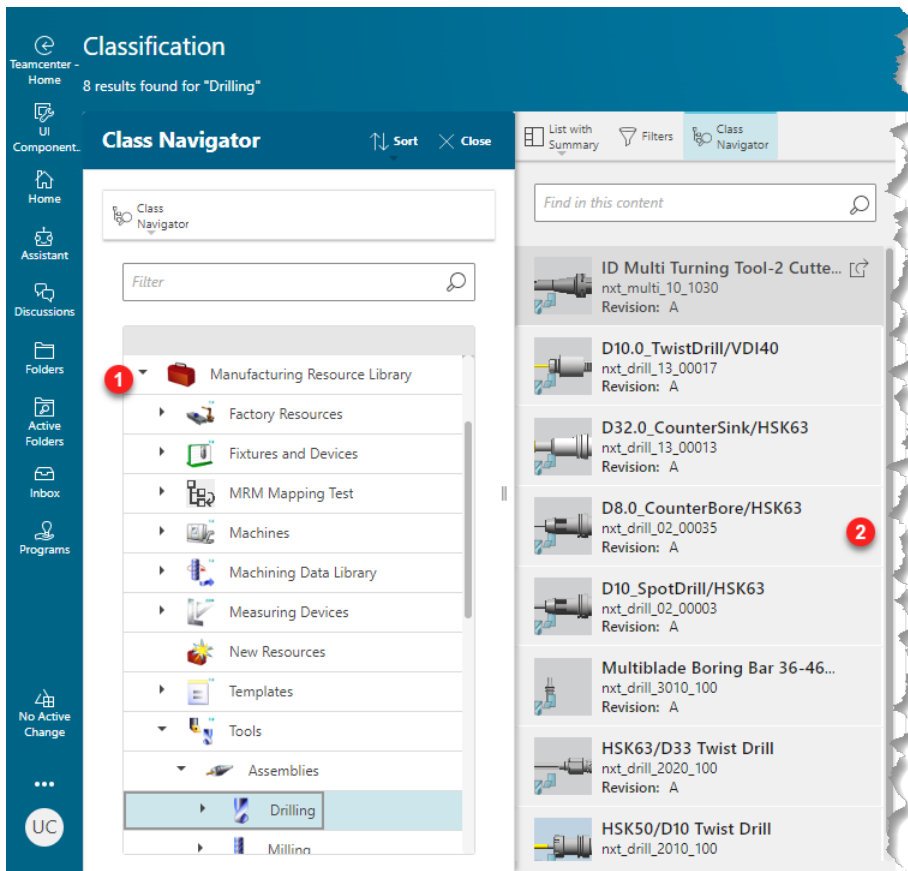 Teamcenter -
Home
UI
Component..
Home
Assistant
Discussions
Folders
Active
Folders
Inbox
Programs
No Active
Change
UC
Classification
8 results found for "Drilling"
Class Navigator
Sort
Close
Class
Navigator
Filter
1
Manufacturing Resource Library
Factory Resources
Fixtures and Devices
MRM Mapping Test
Machines
Machining Data Library
Measuring Devices
New Resources
Templates
Tools
Assemblies
Drilling
Milling
List with
Summary
Filters
Class
Navigator
Find in this content
ID Multi Turning Tool-2 Cutte...
nxt_multi_10_1030
Revision: A
D10.0_TwistDrill/VDI40
nxt_drill_13_00017
Revision: A
D32.0_CounterSink/HSK63
nxt_drill_13_00013
Revision: A
D8.0_CounterBore/HSK63
nxt_drill_02_00035
Revision: A
2
D10_SpotDrill/HSK63
nxt_drill_02_00003
Revision: A
Multiblade Boring Bar 36-46...
nxt_drill_3010_100
Revision: A
HSK63/D33 Twist Drill
nxt_drill_2020_100
Revision: A
HSK50/D10 Twist Drill
nxt_drill_2010_100